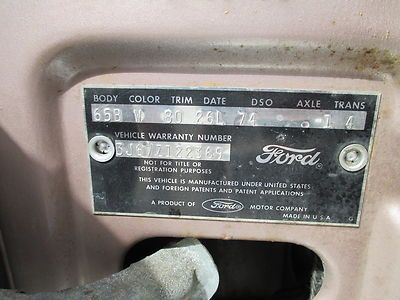 BODY COLOR TRIM DATE DSO AXLE TRANS
65B V 80 26L 74 1 4
VEHICLE WARRANTY NUMBER
Ford
NOT FOR TITLE OR
REGISTRATION PURPOSES
THIS VEHICLE IS MANUFACTURED UNDER UNITED STATES
AND FOREIGN PATENTS AND PATENT APPLICATIONS
A PRODUCT OF Ford MOTOR COMPANY
MADE IN U.S.A. G